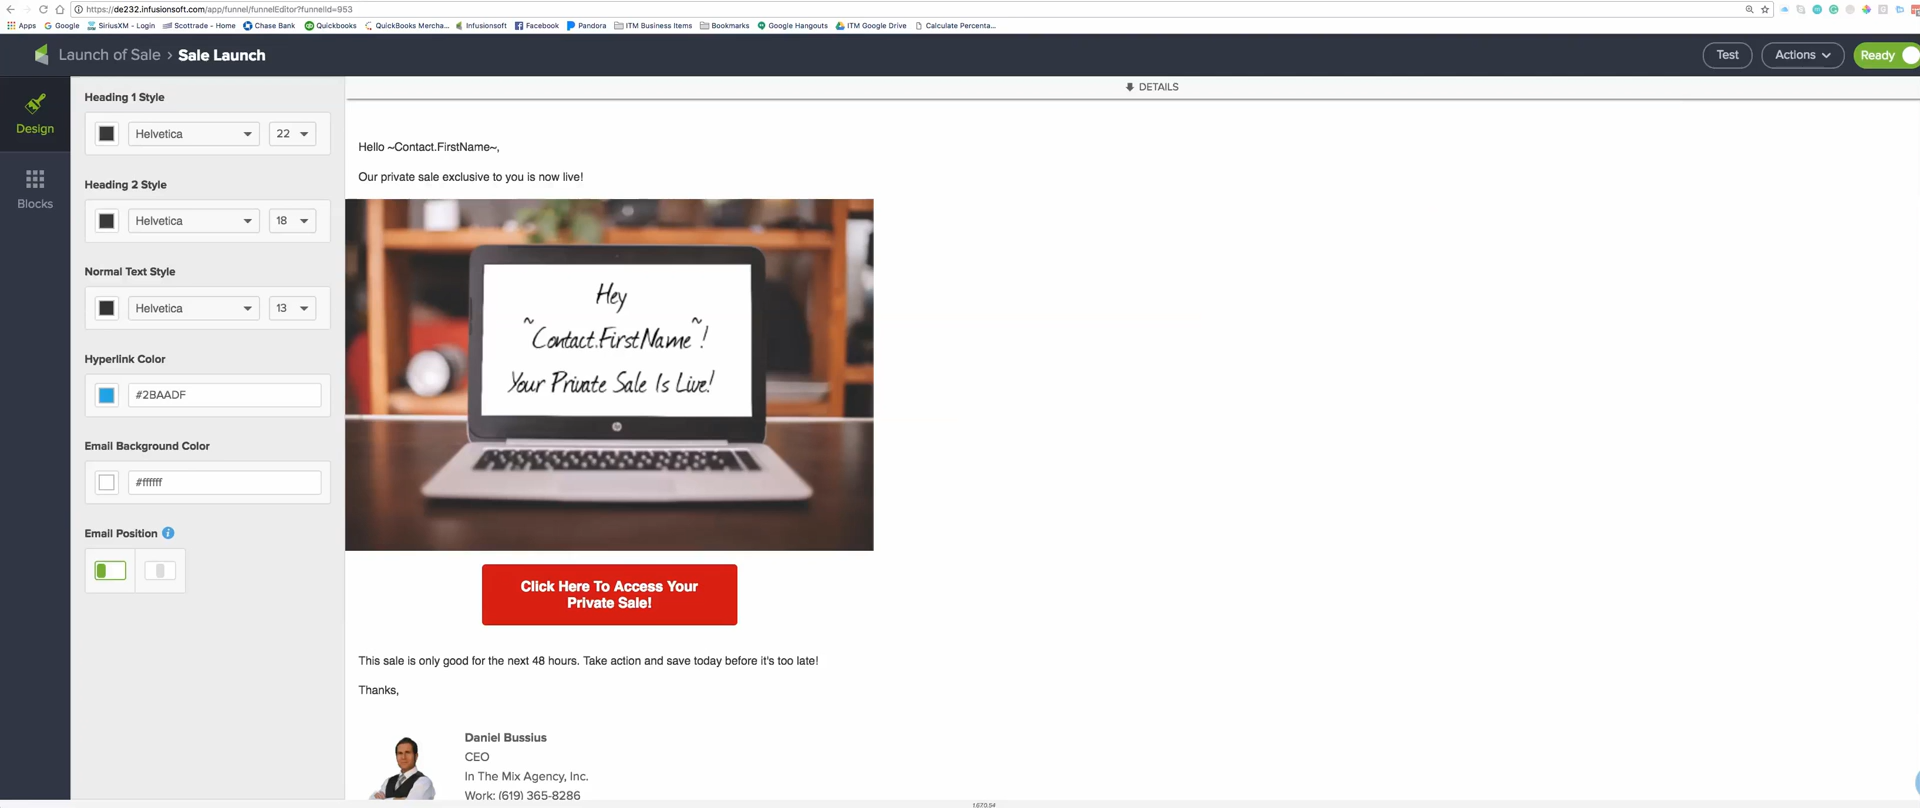 https://de232.infusionsoft.com/app/funnel/funnelEditor?funnelId=953
Apps Google SiriusXM - Login Scottrade - Home Chase Bank Quickbooks QuickBooks Mercha... Infusionsoft Facebook Pandora ITM Business Items Bookmarks Google Hangouts ITM Google Drive Calculate Percenta...
Launch of Sale > Sale Launch
Test Actions Ready
Design
Blocks
Heading 1 Style
Helvetica 22
Heading 2 Style
Helvetica 18
Normal Text Style
Helvetica 13
Hyperlink Color
#2BAADF
Email Background Color
#ffffff
Email Position
DETAILS
Hello ~Contact.FirstName~,
Our private sale exclusive to you is now live!
Hey
~Contact.FirstName~!
Your Private Sale Is Live!
hp
Click Here To Access Your
Private Sale!
This sale is only good for the next 48 hours. Take action and save today before it's too late!
Thanks,
Daniel Bussius
CEO
In The Mix Agency, Inc.
Work: (619) 365-8286
1.67.0.54